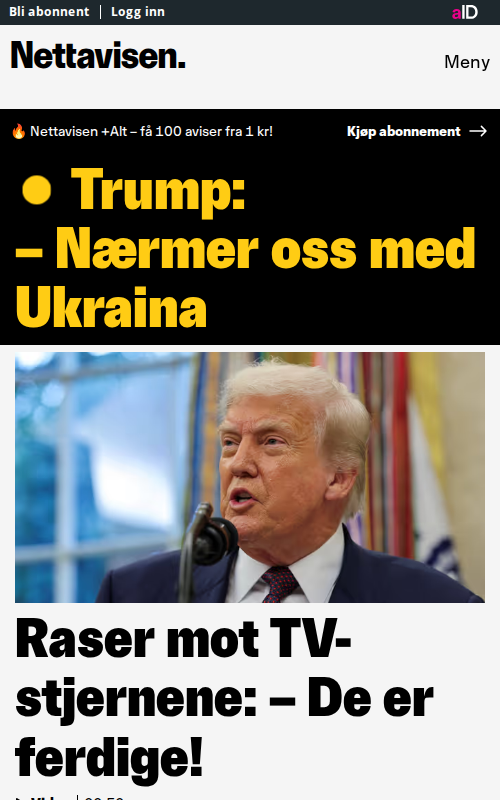 Bli abonnent | Logg inn
aID
Nettavisen.
Meny
🔥 Nettavisen +Alt – få 100 aviser fra 1 kr!
Kjøp abonnement →
Trump:
– Nærmer oss med
Ukraina
Raser mot TV-
stjernene: – De er
ferdige!